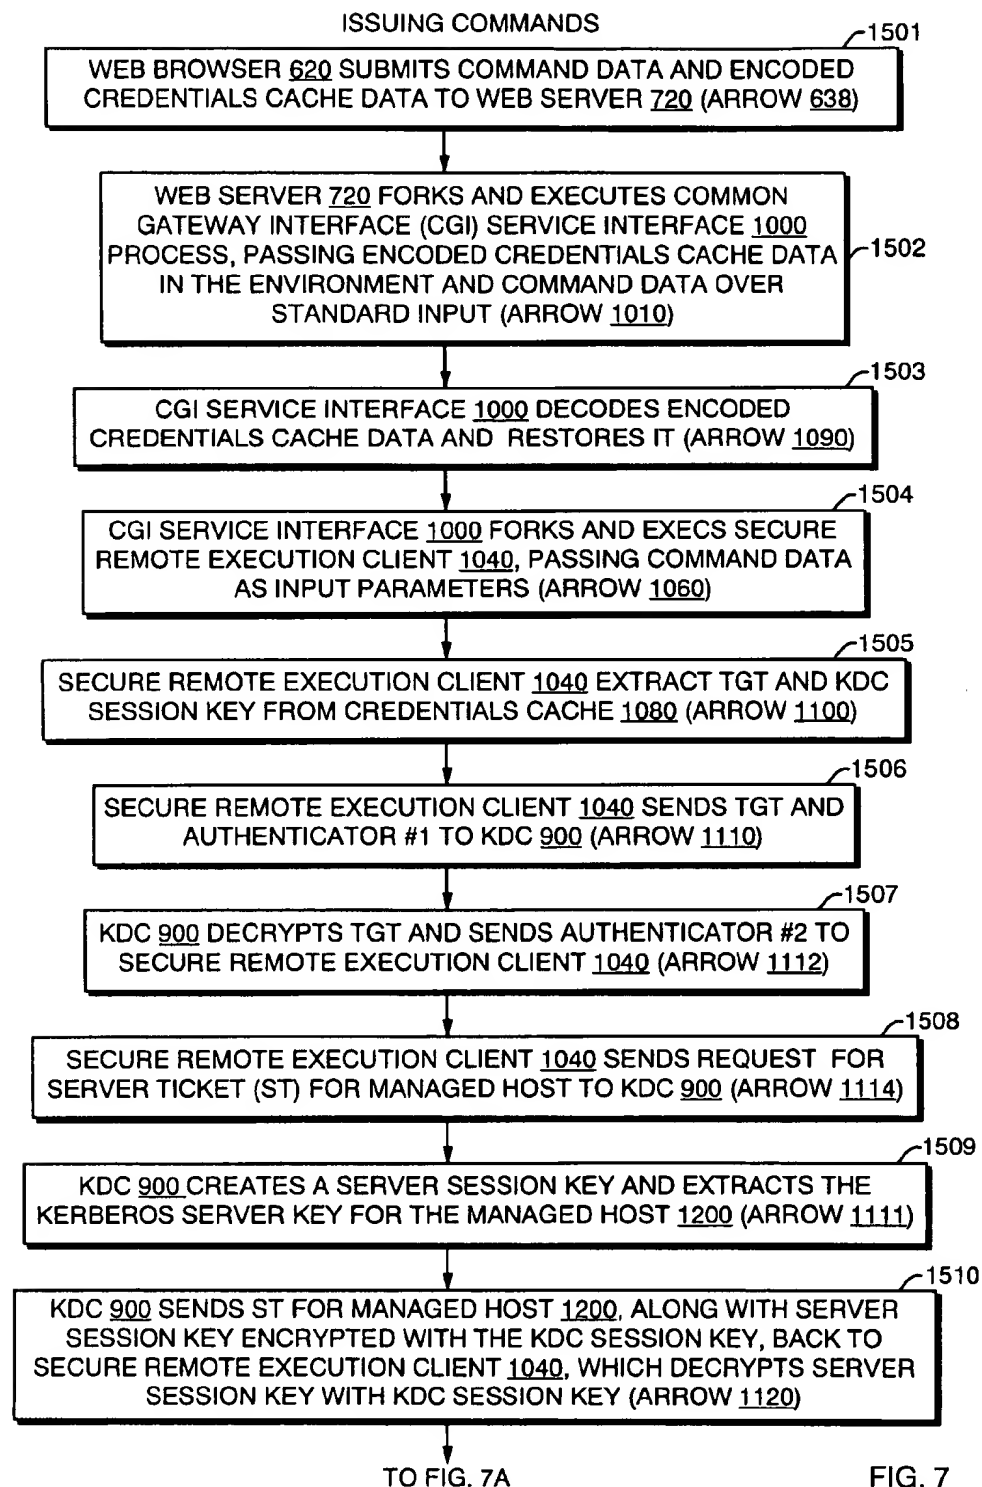 ISSUING COMMANDS
1501
WEB BROWSER 620 SUBMITS COMMAND DATA AND ENCODED
CREDENTIALS CACHE DATA TO WEB SERVER 720 (ARROW 638)
WEB SERVER 720 FORKS AND EXECUTES COMMON
GATEWAY INTERFACE (CGI) SERVICE INTERFACE 1000
PROCESS, PASSING ENCODED CREDENTIALS CACHE DATA
IN THE ENVIRONMENT AND COMMAND DATA OVER
STANDARD INPUT (ARROW 1010)
1502
1503
CGI SERVICE INTERFACE 1000 DECODES ENCODED
CREDENTIALS CACHE DATA AND RESTORES IT (ARROW 1090)
1504
CGI SERVICE INTERFACE 1000 FORKS AND EXECS SECURE
REMOTE EXECUTION CLIENT 1040, PASSING COMMAND DATA
AS INPUT PARAMETERS (ARROW 1060)
1505
SECURE REMOTE EXECUTION CLIENT 1040 EXTRACT TGT AND KDC
SESSION KEY FROM CREDENTIALS CACHE 1080 (ARROW 1100)
1506
SECURE REMOTE EXECUTION CLIENT 1040 SENDS TGT AND
AUTHENTICATOR #1 TO KDC 900 (ARROW 1110)
1507
KDC 900 DECRYPTS TGT AND SENDS AUTHENTICATOR #2 TO
SECURE REMOTE EXECUTION CLIENT 1040 (ARROW 1112)
1508
SECURE REMOTE EXECUTION CLIENT 1040 SENDS REQUEST FOR
SERVER TICKET (ST) FOR MANAGED HOST TO KDC 900 (ARROW 1114)
1509
KDC 900 CREATES A SERVER SESSION KEY AND EXTRACTS THE
KERBEROS SERVER KEY FOR THE MANAGED HOST 1200 (ARROW 1111)
1510
KDC 900 SENDS ST FOR MANAGED HOST 1200, ALONG WITH SERVER
SESSION KEY ENCRYPTED WITH THE KDC SESSION KEY, BACK TO
SECURE REMOTE EXECUTION CLIENT 1040, WHICH DECRYPTS SERVER
SESSION KEY WITH KDC SESSION KEY (ARROW 1120)
TO FIG. 7A
FIG. 7